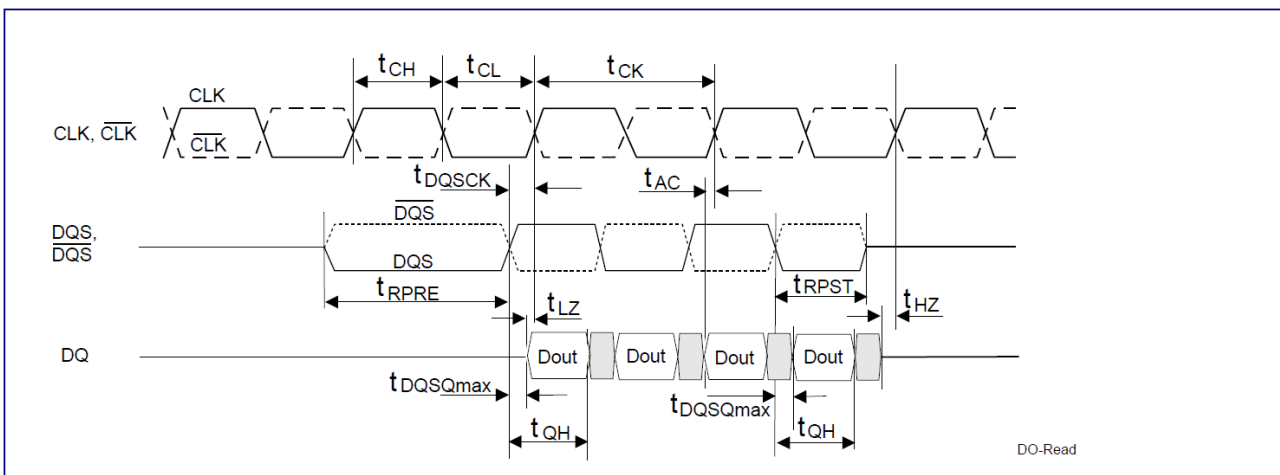 tCH tCL tCK
CLK
CLK, CLK
CLK
tDQSCK tAC
DQS
DQS,
DQS
DQS
tRPRE tLZ tRPST tHZ
DQ Dout Dout Dout Dout
tDQSQmax tDQSQmax
tQH tQH
DO-Read